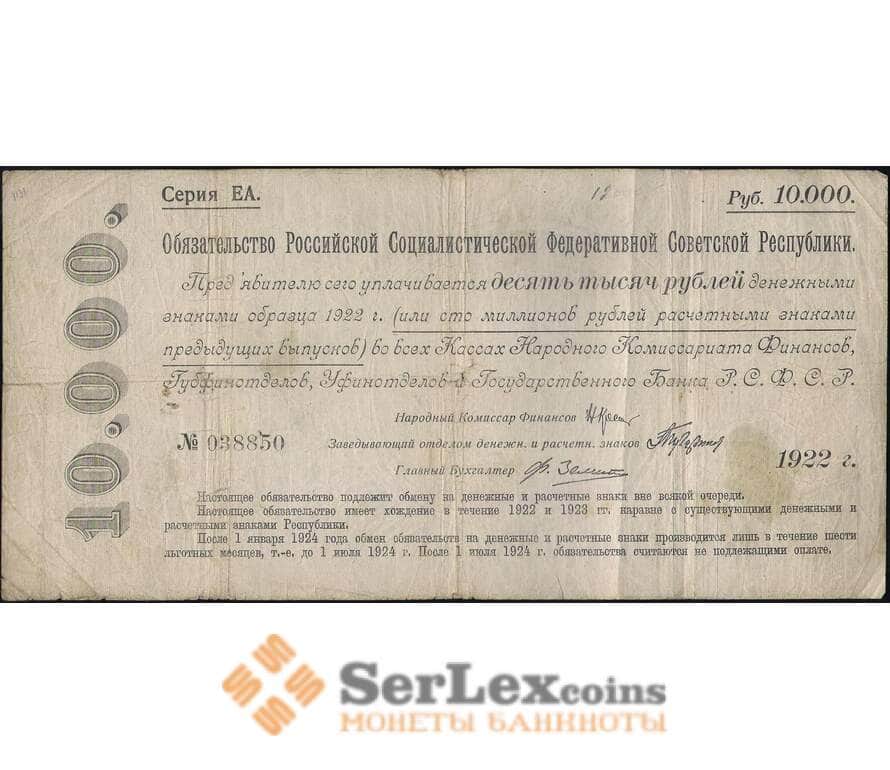 10.000.
Серия ЕА.
Руб. 10.000.
Обязательство Российской Социалистической Федеративной Советской Республики.
Пред'явителю сего уплачивается десять тысяч рублей денежными
знаками образца 1922 г. (или сто миллионов рублей расчетными знаками
предыдущих выпусков) во всех Кассах Народного Комиссариата Финансов,
Губфинотделов, Уфинотделов и Государственного Банка Р.С.Ф.С.Р.
Народный Комиссар Финансов
№ 038850
Заведывающий отделом денежн. и расчетн. знаков
Главный Бухгалтер
1922 г.
Настоящее обязательство подлежит обмену на денежные и расчетные знаки вне всякой очереди.
Настоящее обязательство имеет хождение в течение 1922 и 1923 гг. наравне с существующими денежными и
расчетными знаками Республики.
После 1 января 1924 года обмен обязательств на денежные и расчетные знаки производится лишь в течение шести
льготных месяцев, т.-е. до 1 июля 1924 г. После 1 июля 1924 г. обязательства считаются не подлежащими оплате.
SerLexcoins
МОНЕТЫ БАНКНОТЫ